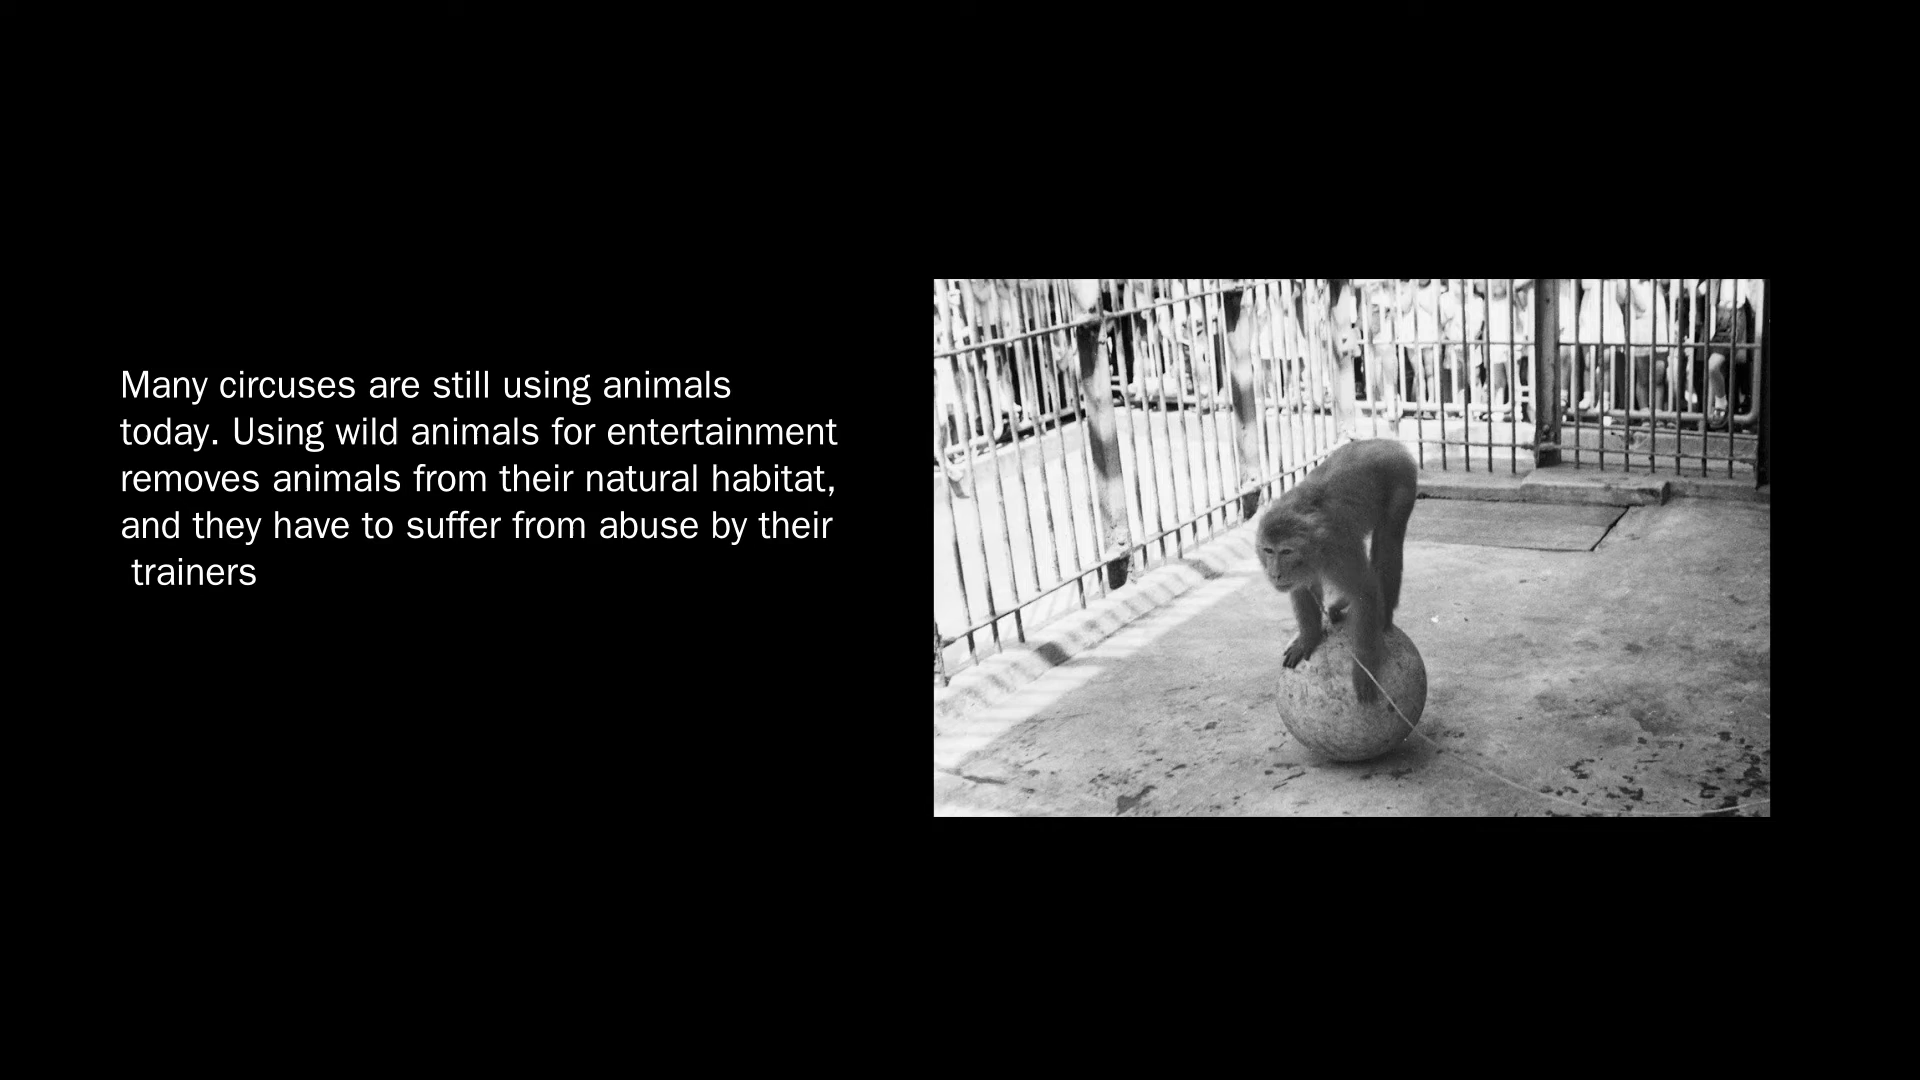 Many circuses are still using animals
today. Using wild animals for entertainment
removes animals from their natural habitat,
and they have to suffer from abuse by their
trainers